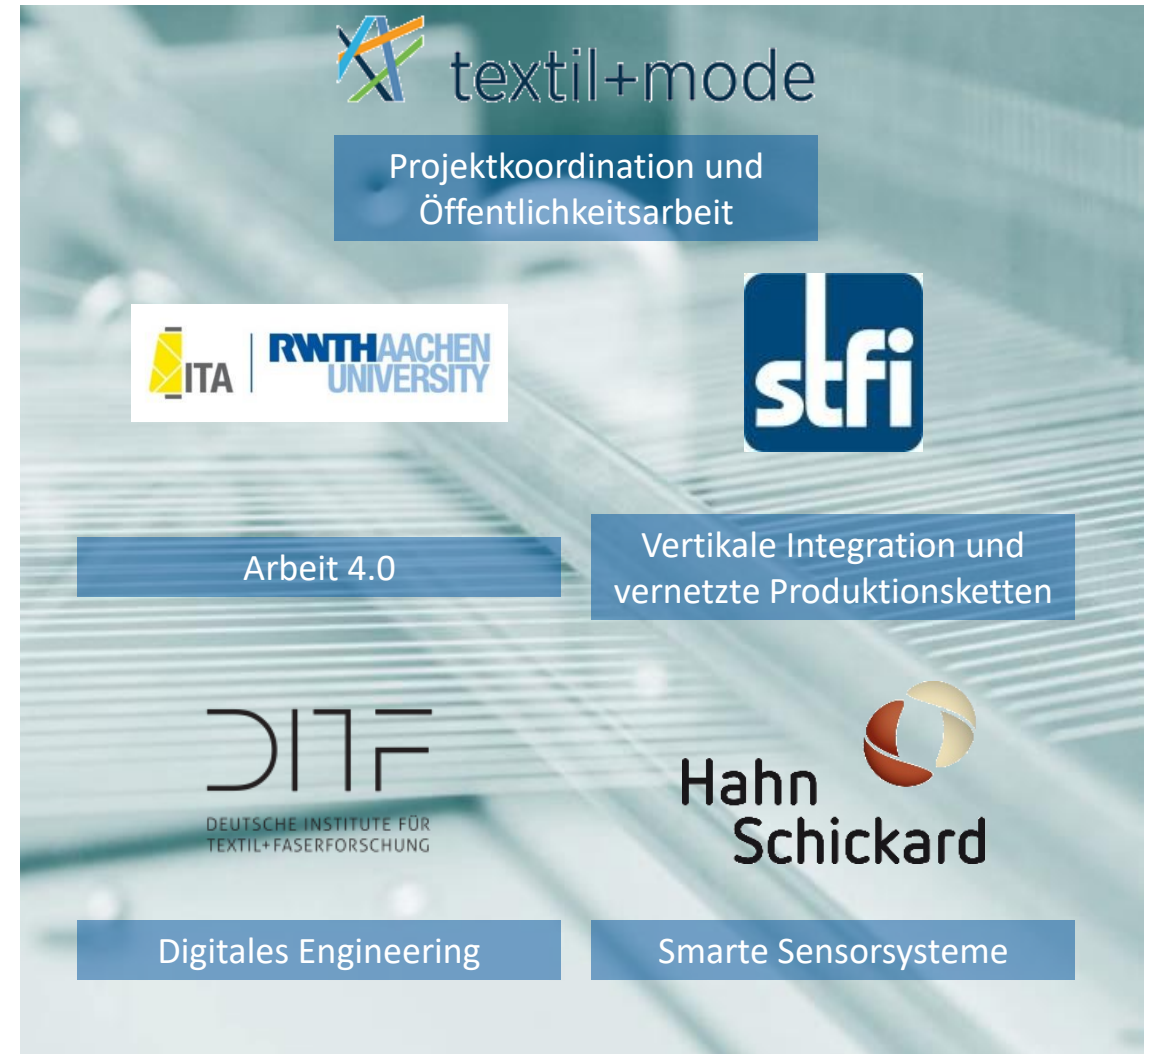 textil+mode
Projektkoordination und
Öffentlichkeitsarbeit
ITA
RWTHAACHEN
UNIVERSITY
stfi
Arbeit 4.0
Vertikale Integration und
vernetzte Produktionsketten
DITF
DEUTSCHE INSTITUTE FÜR
TEXTIL+FASERFORSCHUNG
Hahn
Schickard
Digitales Engineering
Smarte Sensorsysteme